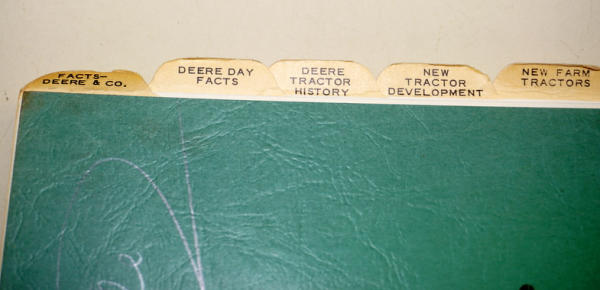 FACTS-
DEERE & CO.
DEERE DAY
FACTS
DEERE
TRACTOR
HISTORY
NEW
TRACTOR
DEVELOPMENT
NEW FARM
TRACTORS